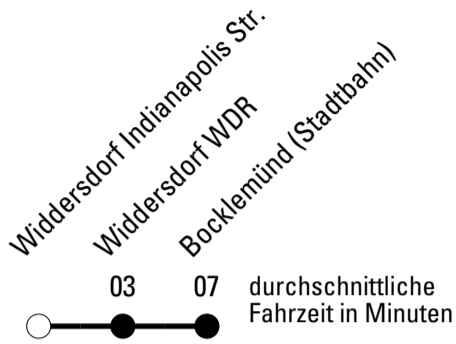 Widdersdorf Indianapolis Str.
Widdersdorf WDR
Bocklemünd (Stadtbahn)
03 07 durchschnittliche
Fahrzeit in Minuten